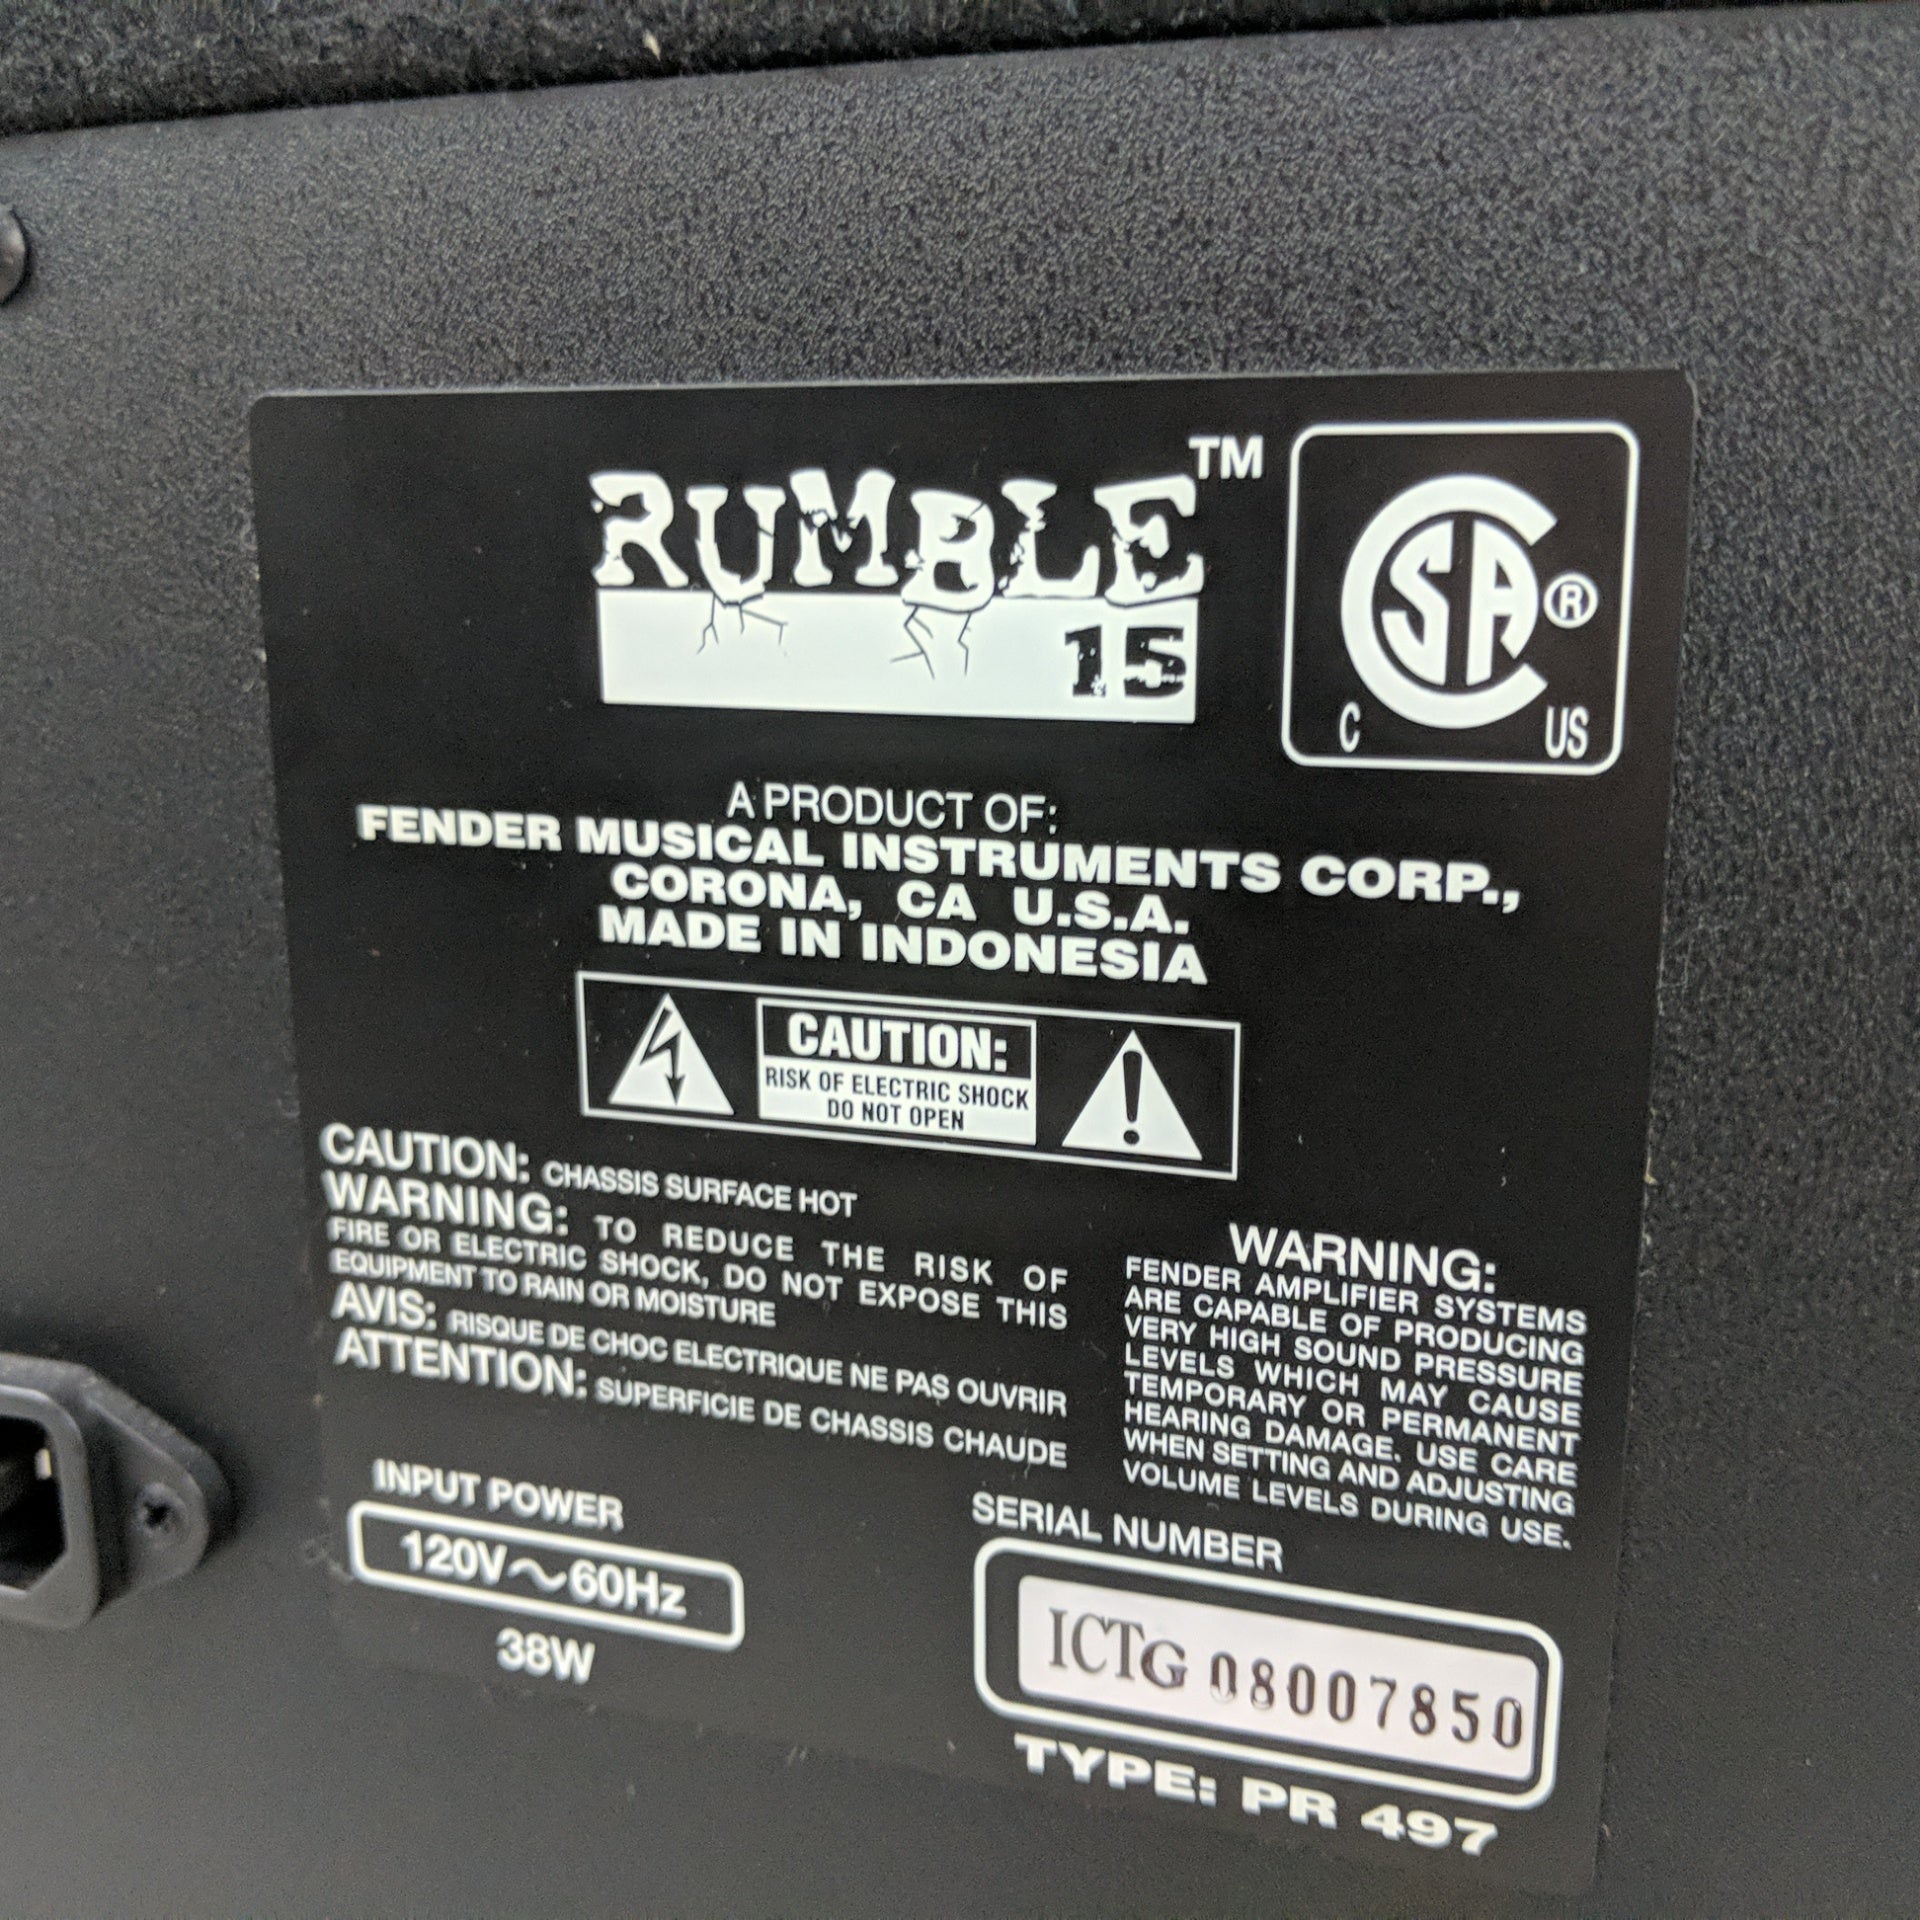 RUMBLE™
15
CSA®
C US
A PRODUCT OF:
FENDER MUSICAL INSTRUMENTS CORP.,
CORONA, CA U.S.A.
MADE IN INDONESIA
CAUTION:
RISK OF ELECTRIC SHOCK
DO NOT OPEN
CAUTION: CHASSIS SURFACE HOT
WARNING: TO REDUCE THE RISK OF
FIRE OR ELECTRIC SHOCK, DO NOT EXPOSE THIS
EQUIPMENT TO RAIN OR MOISTURE
AVIS: RISQUE DE CHOC ELECTRIQUE NE PAS OUVRIR
ATTENTION: SUPERFICIE DE CHASSIS CHAUDE
WARNING:
FENDER AMPLIFIER SYSTEMS
ARE CAPABLE OF PRODUCING
VERY HIGH SOUND PRESSURE
LEVELS WHICH MAY CAUSE
TEMPORARY OR PERMANENT
HEARING DAMAGE. USE CARE
WHEN SETTING AND ADJUSTING
VOLUME LEVELS DURING USE.
INPUT POWER
120V~60Hz
38W
SERIAL NUMBER
ICTG 08007850
TYPE: PR 497